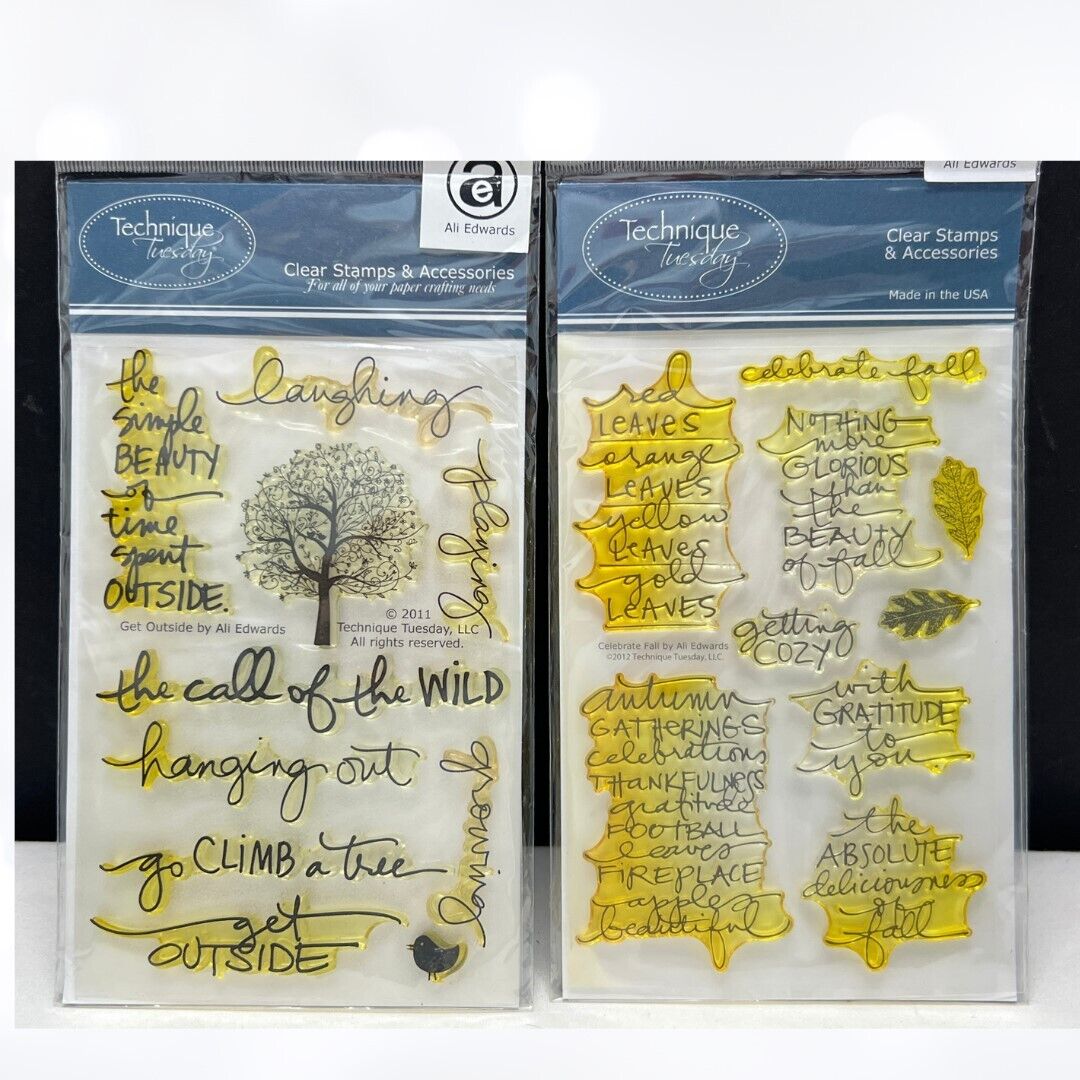 ae
Ali Edwards
Technique
Tuesday
Clear Stamps & Accessories
For all of your paper crafting needs
the
simple
BEAUTY
of
time
spent
OUTSIDE.
laughing
playing
Get Outside by Ali Edwards
© 2011
Technique Tuesday, LLC
All rights reserved.
the call of the WILD
hanging out
growing
go CLIMB a tree
get
OUTSIDE
Ali Edwards
Technique
Tuesday
Clear Stamps
& Accessories
Made in the USA
red
LEAVES
orange
LEAVES
yellow
LEAVES
gold
LEAVES
celebrate fall.
NOTHING
more
GLORIOUS
than
the
BEAUTY
of fall
getting
COZY
Celebrate Fall by Ali Edwards
©2012 Technique Tuesday, LLC.
autumn
GATHERINGS
celebrations
THANKFULNESS
gratitude
FOOTBALL
leaves
FIREPLACE
apples
beautiful
with
GRATITUDE
to
you
the
ABSOLUTE
deliciousness
of
fall